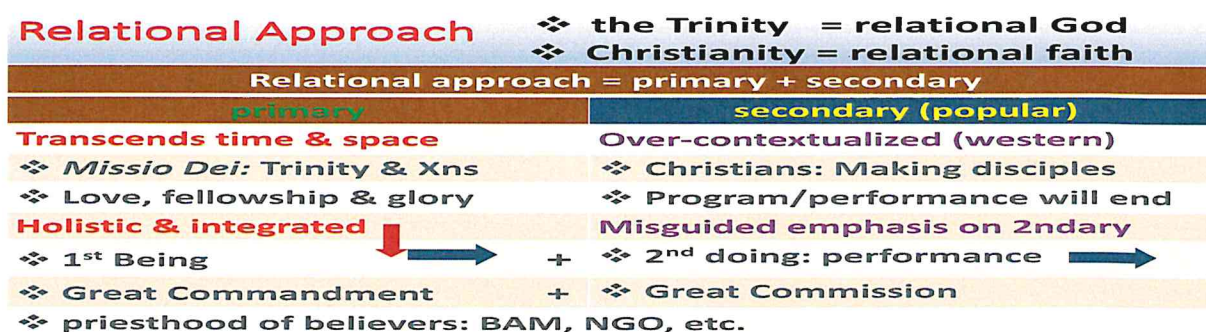 Relational Approach ❖ the Trinity = relational God
❖ Christianity = relational faith
Relational approach = primary + secondary
primary secondary (popular)
Transcends time & space Over-contextualized (western)
❖ Missio Dei: Trinity & Xns ❖ Christians: Making disciples
❖ Love, fellowship & glory ❖ Program/performance will end
Holistic & integrated Misguided emphasis on 2ndary
❖ 1st Being + ❖ 2nd doing: performance
❖ Great Commandment + ❖ Great Commission
❖ priesthood of believers: BAM, NGO, etc.